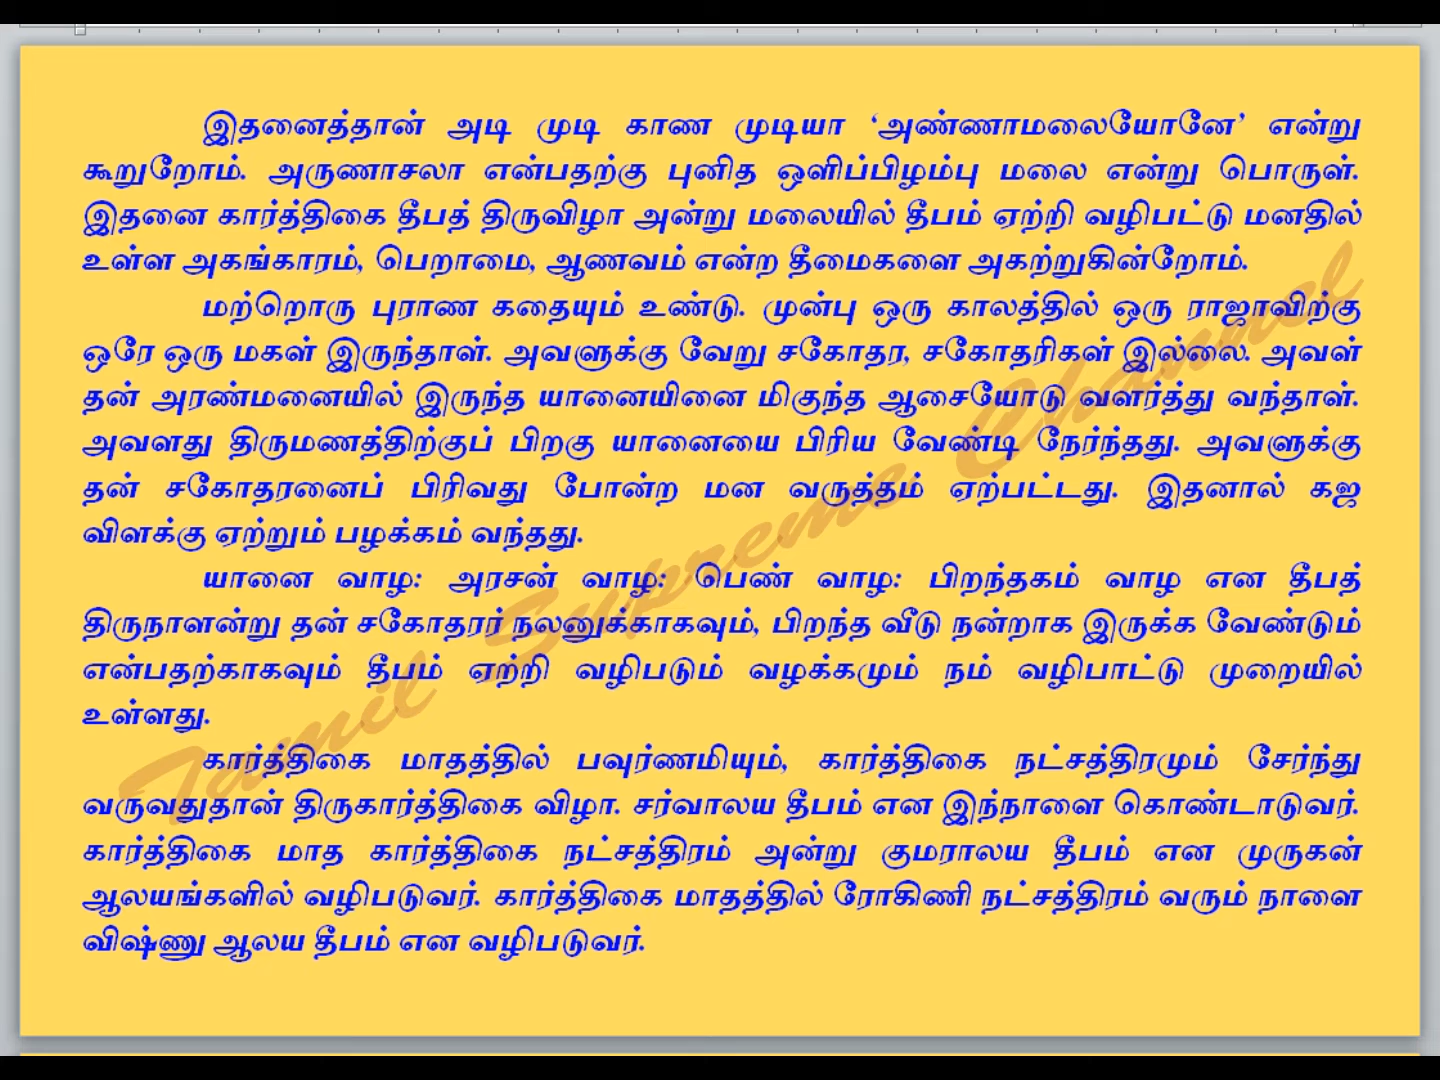 இதனைத்தான் அடி முடி காண முடியா ‘அண்ணாமலையோனே’ என்று
கூறுறோம். அருணாசலா என்பதற்கு புனித ஒளிப்பிழம்பு மலை என்று பொருள்.
இதனை கார்த்திகை தீபத் திருவிழா அன்று மலையில் தீபம் ஏற்றி வழிபட்டு மனதில்
உள்ள அகங்காரம், பெறாமை, ஆணவம் என்ற தீமைகளை அகற்றுகின்றோம்.
மற்றொரு புராண கதையும் உண்டு. முன்பு ஒரு காலத்தில் ஒரு ராஜாவிற்கு
ஒரே ஒரு மகள் இருந்தாள். அவளுக்கு வேறு சகோதர, சகோதரிகள் இல்லை. அவள்
தன் அரண்மனையில் இருந்த யானையினை மிகுந்த ஆசையோடு வளர்த்து வந்தாள்.
அவளது திருமணத்திற்குப் பிறகு யானையை பிரிய வேண்டி நேர்ந்தது. அவளுக்கு
தன் சகோதரனைப் பிரிவது போன்ற மன வருத்தம் ஏற்பட்டது. இதனால் கஜ
விளக்கு ஏற்றும் பழக்கம் வந்தது.
யானை வாழ: அரசன் வாழ: பெண் வாழ: பிறந்தகம் வாழ என தீபத்
திருநாளன்று தன் சகோதரர் நலனுக்காகவும், பிறந்த வீடு நன்றாக இருக்க வேண்டும்
என்பதற்காகவும் தீபம் ஏற்றி வழிபடும் வழக்கமும் நம் வழிபாட்டு முறையில்
உள்ளது.
கார்த்திகை மாதத்தில் பவுர்ணமியும், கார்த்திகை நட்சத்திரமும் சேர்ந்து
வருவதுதான் திருகார்த்திகை விழா. சர்வாலய தீபம் என இந்நாளை கொண்டாடுவர்.
கார்த்திகை மாத கார்த்திகை நட்சத்திரம் அன்று குமராலய தீபம் என முருகன்
ஆலயங்களில் வழிபடுவர். கார்த்திகை மாதத்தில் ரோகிணி நட்சத்திரம் வரும் நாளை
விஷ்ணு ஆலய தீபம் என வழிபடுவர்.
Tamil Supreme Channel